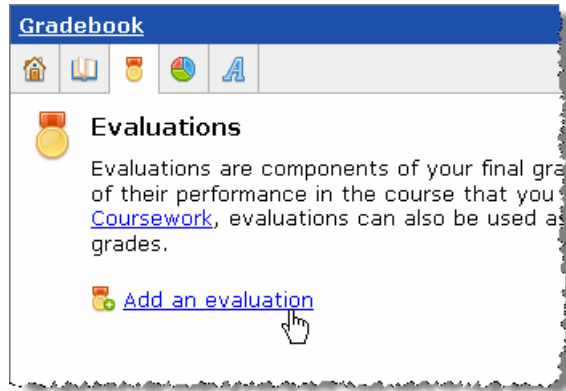 Gradebook
Evaluations
Evaluations are components of your final
of their performance in the course that you
Coursework, evaluations can also be used
grades.
Add an evaluation